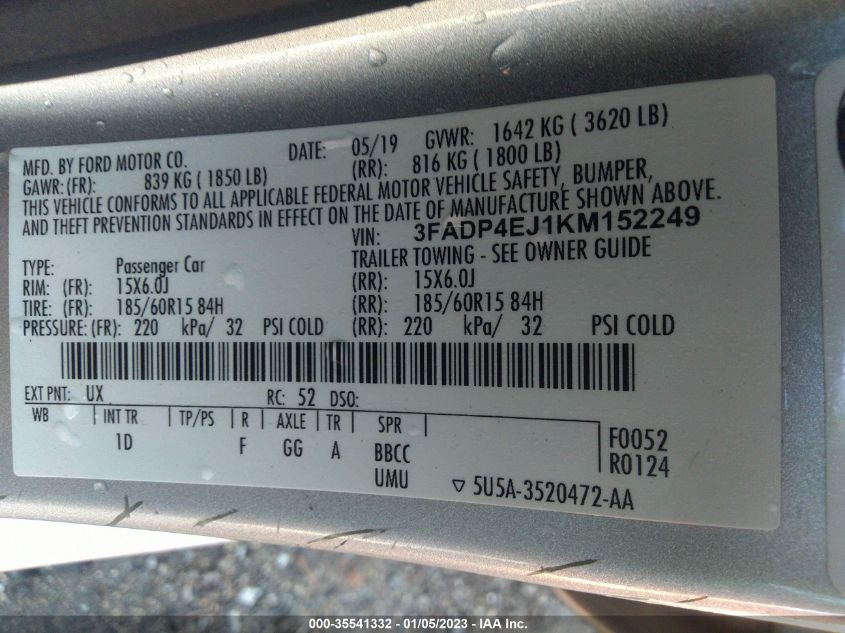 MFD. BY FORD MOTOR CO. DATE: 05/19 GVWR: 1642 KG ( 3620 LB)
GAWR: (FR): 839 KG ( 1850 LB) (RR): 816 KG ( 1800 LB)
THIS VEHICLE CONFORMS TO ALL APPLICABLE FEDERAL MOTOR VEHICLE SAFETY, BUMPER,
AND THEFT PREVENTION STANDARDS IN EFFECT ON THE DATE OF MANUFACTURE SHOWN ABOVE.
VIN: 3FADP4EJ1KM152249
TRAILER TOWING - SEE OWNER GUIDE
TYPE: Passenger Car
RIM: (FR): 15X6.0J (RR): 15X6.0J
TIRE: (FR): 185/60R15 84H (RR): 185/60R15 84H
PRESSURE: (FR): 220 kPa/ 32 PSI COLD (RR): 220 kPa/ 32 PSI COLD
EXT PNT: UX RC: 52 DSO:
WB INT TR TP/PS R AXLE TR SPR F0052
1D F GG A BBCC R0124
UMU ▽ 5U5A-3520472-AA
000-35541332 - 01/05/2023 - IAA Inc.